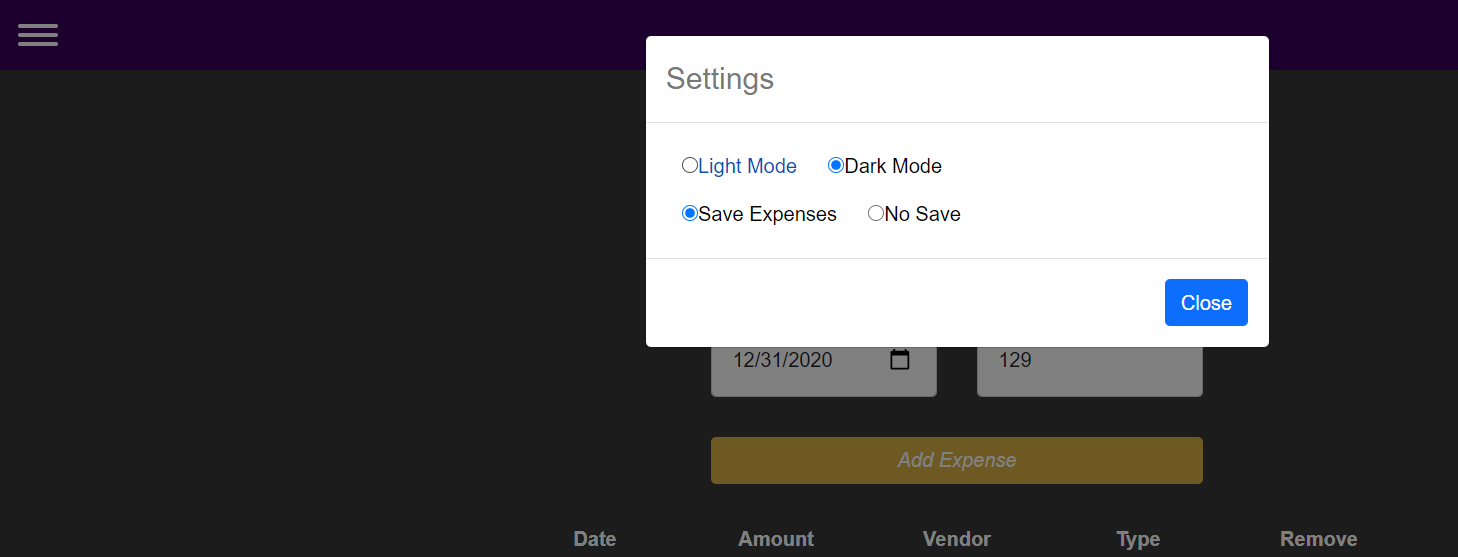 Settings
Light Mode Dark Mode
Save Expenses No Save
Close
12/31/2020 129
Add Expense
Date Amount Vendor Type Remove